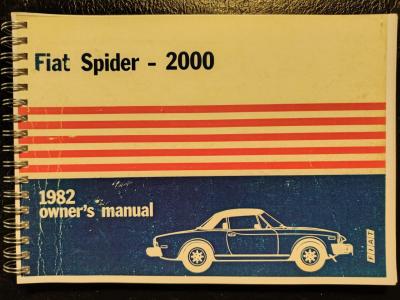 Fiat Spider - 2000
1982
owner's manual
FIAT